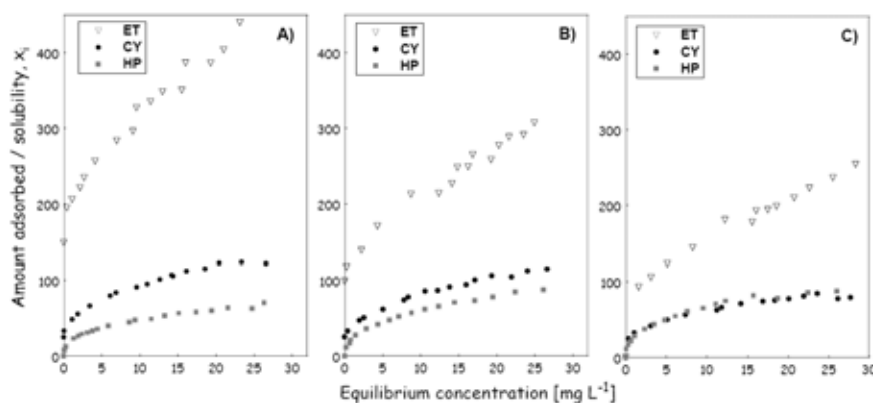 Amount adsorbed / solubility, xᵢ
400
300
200
100
0
ET
CY
HP
A)
0 5 10 15 20 25 30
400
300
200
100
0
ET
CY
HP
B)
0 5 10 15 20 25 30
400
300
200
100
0
ET
CY
HP
C)
0 5 10 15 20 25 30
Equilibrium concentration [mg L⁻¹]